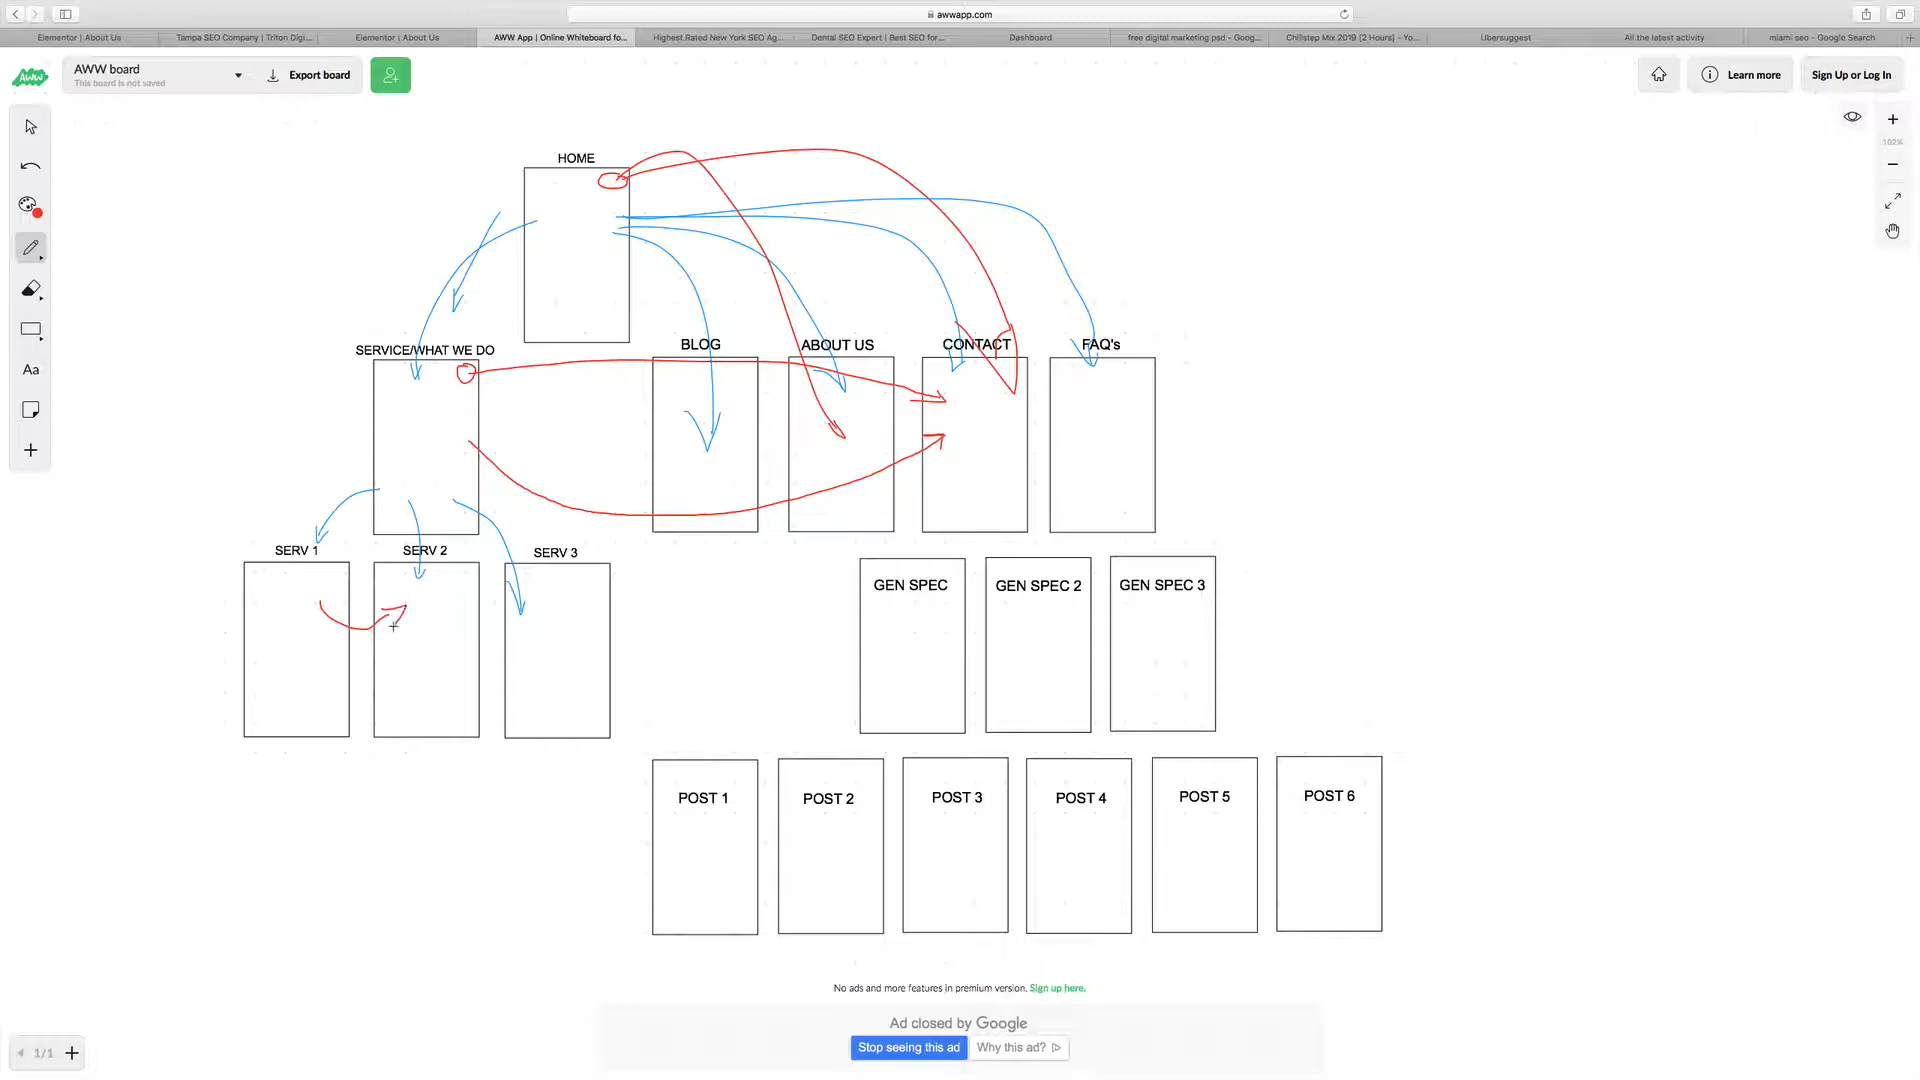 awwapp.com
Elementor | About Us
Tampa SEO Company | Triton Digi...
Elementor | About Us
AWW App | Online Whiteboard fo...
Highest Rated New York SEO Ag...
Dental SEO Expert | Best SEO for...
Dashboard
free digital marketing psd - Goog...
Chillstep Mix 2019 [2 Hours] - Yo...
Ubersuggest
All the latest activity
miami seo - Google Search
AWW
AWW board
This board is not saved
Export board
Learn more
Sign Up or Log In
102%
Aa
HOME
SERVICE/WHAT WE DO
BLOG
ABOUT US
CONTACT
FAQ's
SERV 1
SERV 2
SERV 3
GEN SPEC
GEN SPEC 2
GEN SPEC 3
POST 1
POST 2
POST 3
POST 4
POST 5
POST 6
No ads and more features in premium version. Sign up here.
Ad closed by Google
Stop seeing this ad
Why this ad?
1/1